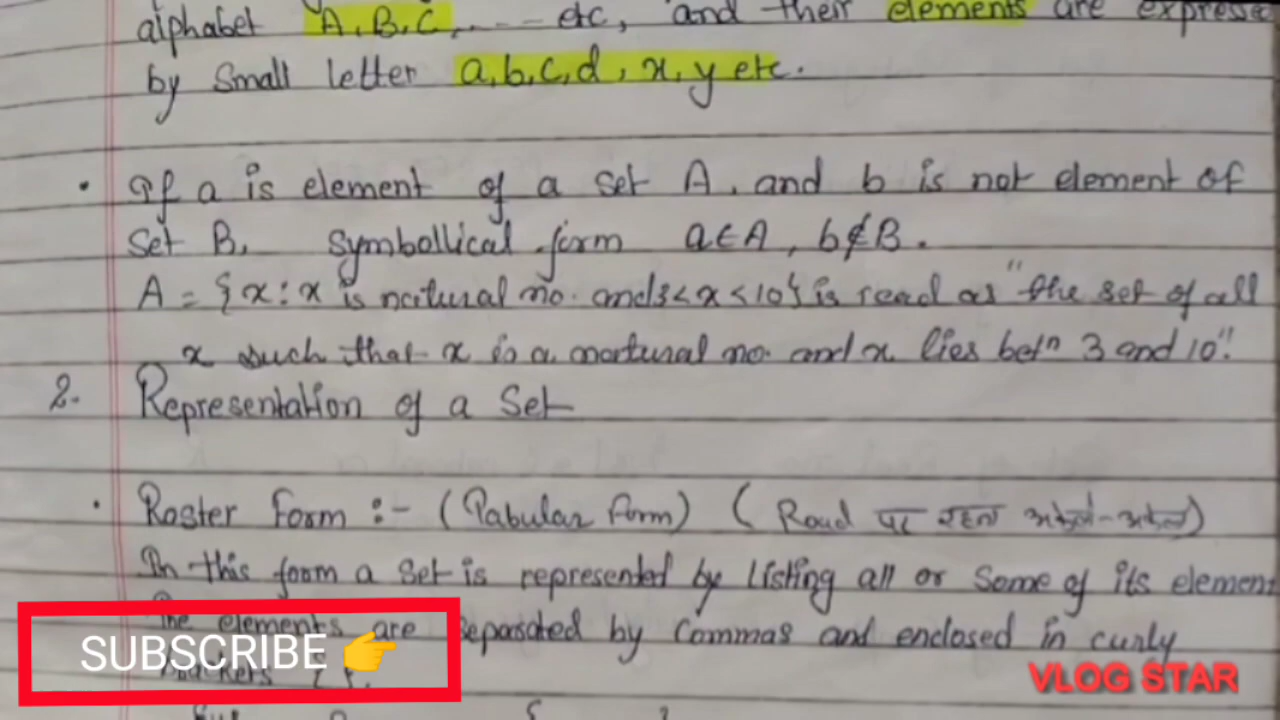 alphabet A, B, C, .... etc, and their elements are expresse
by Small letter a, b, c, d, x, y etc.
• If a is element of a set A. and b is not element of
Set B. Symbollical form a∈A, b∉B.
A = {x : x is natural no. and 3 < x < 10} is read as "the set of all
x such that x is a natural no. and x lies betn 3 and 10".
2. Representation of a Set
• Roster Form :- (Tabular Form) ( Road पर रहना अकेले-अकेले)
In this form a Set is represented by listing all or Some of its element
The elements are Separated by Commas and enclosed in curly
brackets { }.
SUBSCRIBE 👉
VLOG STAR